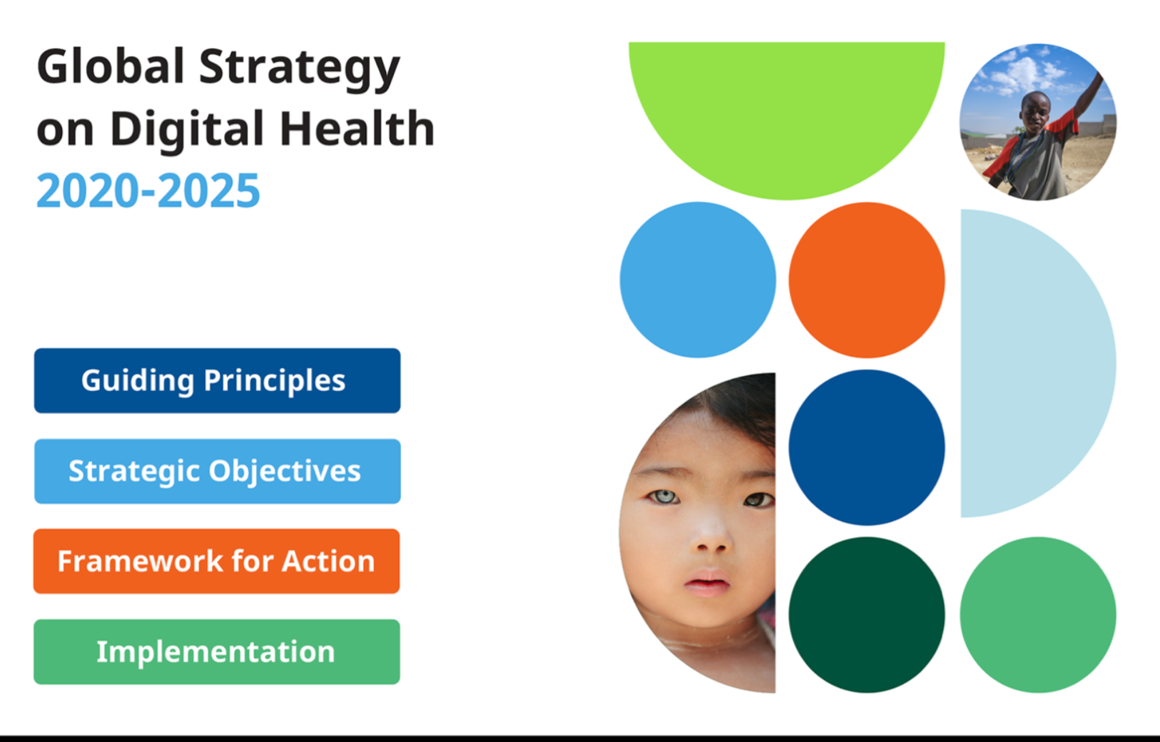 Global Strategy
on Digital Health
2020-2025
Guiding Principles
Strategic Objectives
Framework for Action
Implementation